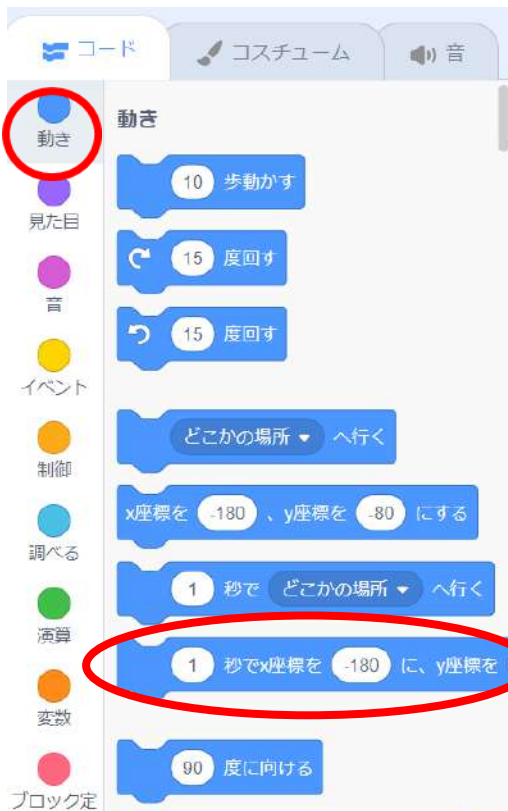 コード コスチューム 音
動き
動き
10 歩動かす
見た目
15 度回す
音
15 度回す
イベント
どこかの場所 へ行く
制御
x座標を -180 、y座標を -80 にする
調べる
1 秒で どこかの場所 へ行く
演算
1 秒でx座標を -180 に、y座標を
変数
90 度に向ける
ブロック定